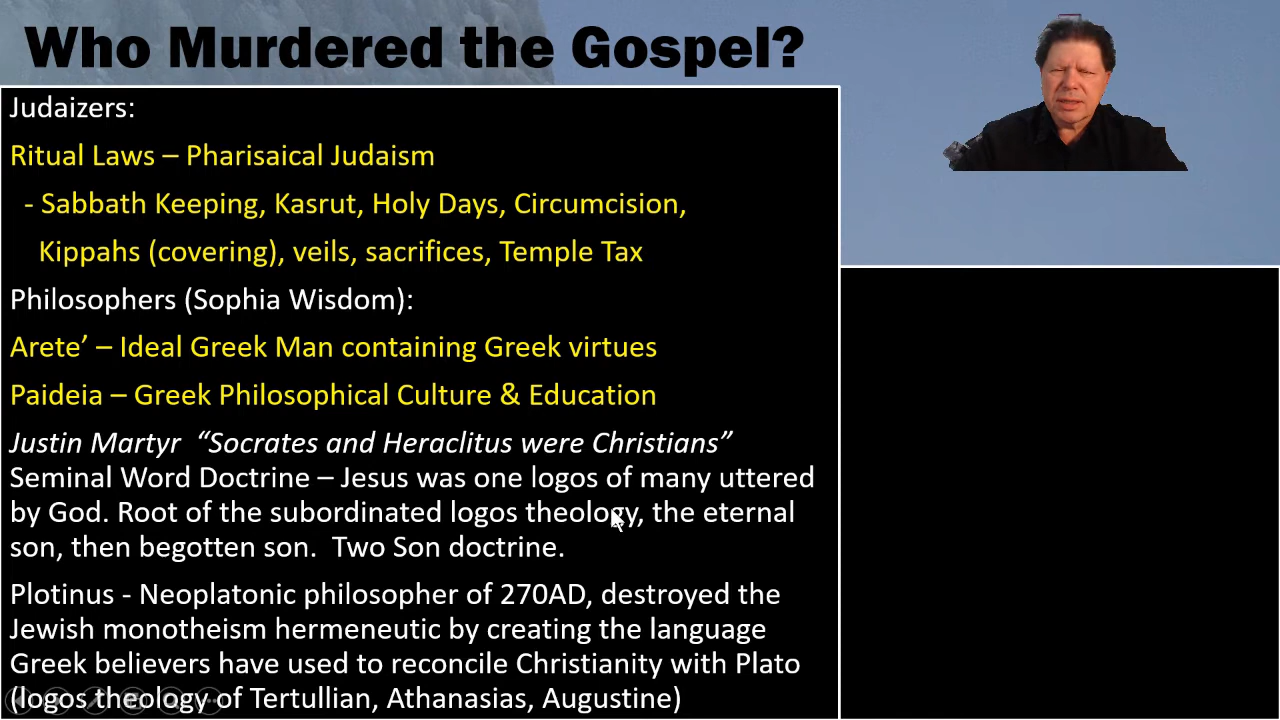 Who Murdered the Gospel?
Judaizers:
Ritual Laws – Pharisaical Judaism
- Sabbath Keeping, Kasrut, Holy Days, Circumcision,
Kippahs (covering), veils, sacrifices, Temple Tax
Philosophers (Sophia Wisdom):
Arete’ – Ideal Greek Man containing Greek virtues
Paideia – Greek Philosophical Culture & Education
Justin Martyr “Socrates and Heraclitus were Christians”
Seminal Word Doctrine – Jesus was one logos of many uttered
by God. Root of the subordinated logos theology, the eternal
son, then begotten son. Two Son doctrine.
Plotinus - Neoplatonic philosopher of 270AD, destroyed the
Jewish monotheism hermeneutic by creating the language
Greek believers have used to reconcile Christianity with Plato
(logos theology of Tertullian, Athanasias, Augustine)